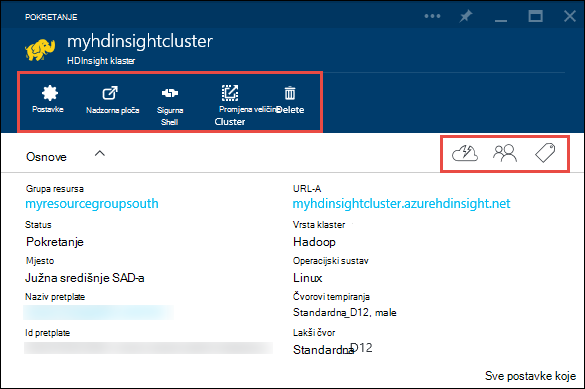 POKRETANJE
myhdinsightcluster
HDInsight klaster
Postavke
Nadzorna ploča
Sigurna
Shell
Promjena veličine
Cluster
Delete
Osnove
Grupa resursa
myresourcegroupsouth
URL-A
myhdinsightcluster.azurehdinsight.net
Status
Pokretanje
Vrsta klaster
Hadoop
Mjesto
Južna središnje SAD-a
Operacijski sustav
Linux
Naziv pretplate
Čvorovi tempiranja
Standardna_D12, male
Id pretplate
Lakši čvor
Standardna_D12
Sve postavke koje